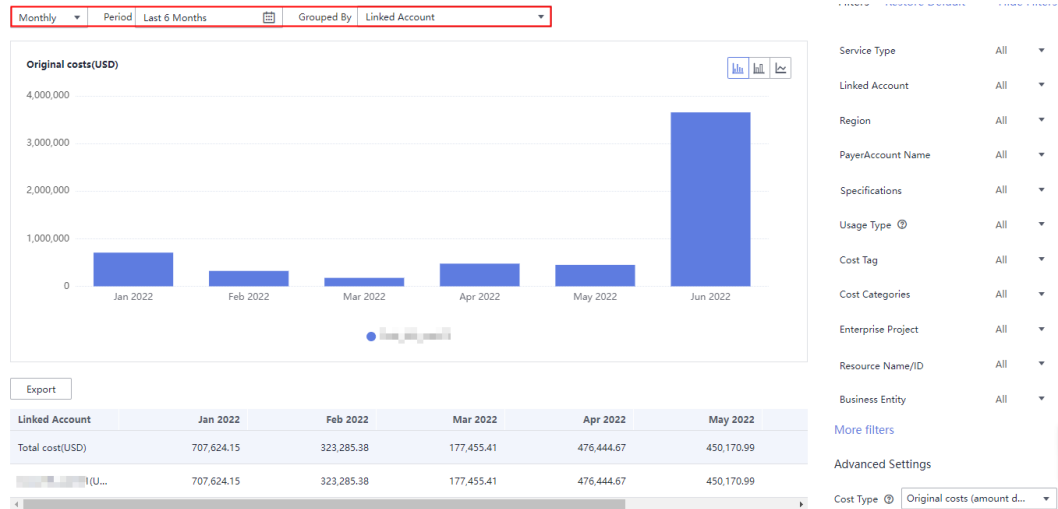 Monthly Period Last 6 Months Grouped By Linked Account
Original costs(USD)
4,000,000
3,000,000
2,000,000
1,000,000
0
Jan 2022 Feb 2022 Mar 2022 Apr 2022 May 2022 Jun 2022
Export
Linked Account Jan 2022 Feb 2022 Mar 2022 Apr 2022 May 2022
Total cost(USD) 707,624.15 323,285.38 177,455.41 476,444.67 450,170.99
(U... 707,624.15 323,285.38 177,455.41 476,444.67 450,170.99
Filters Restore Default Hide Filters
Service Type All
Linked Account All
Region All
PayerAccount Name All
Specifications All
Usage Type All
Cost Tag All
Cost Categories All
Enterprise Project All
Resource Name/ID All
Business Entity All
More filters
Advanced Settings
Cost Type Original costs (amount d...